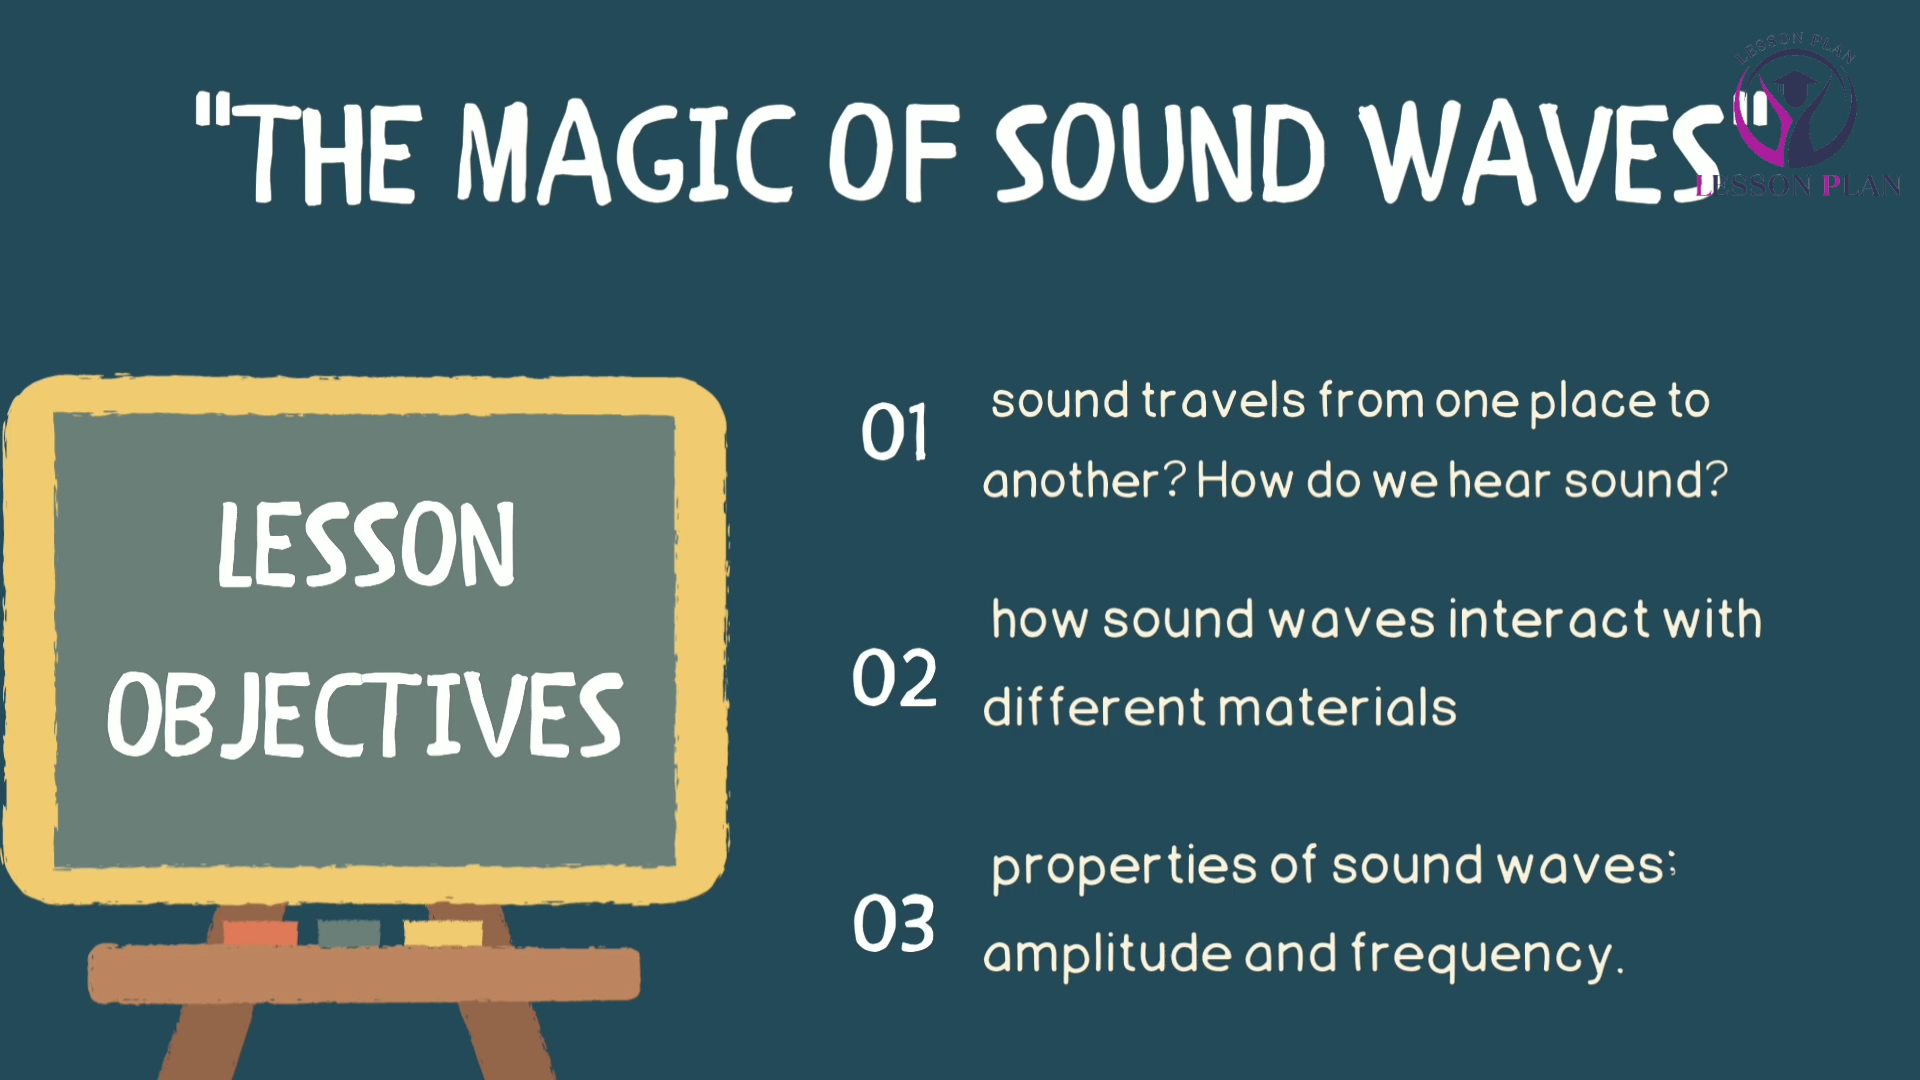 LESSON PLAN
"THE MAGIC OF SOUND WAVES"
LESSON PLAN
LESSON
OBJECTIVES
01
sound travels from one place to
another? How do we hear sound?
02
how sound waves interact with
different materials
03
properties of sound waves;
amplitude and frequency.